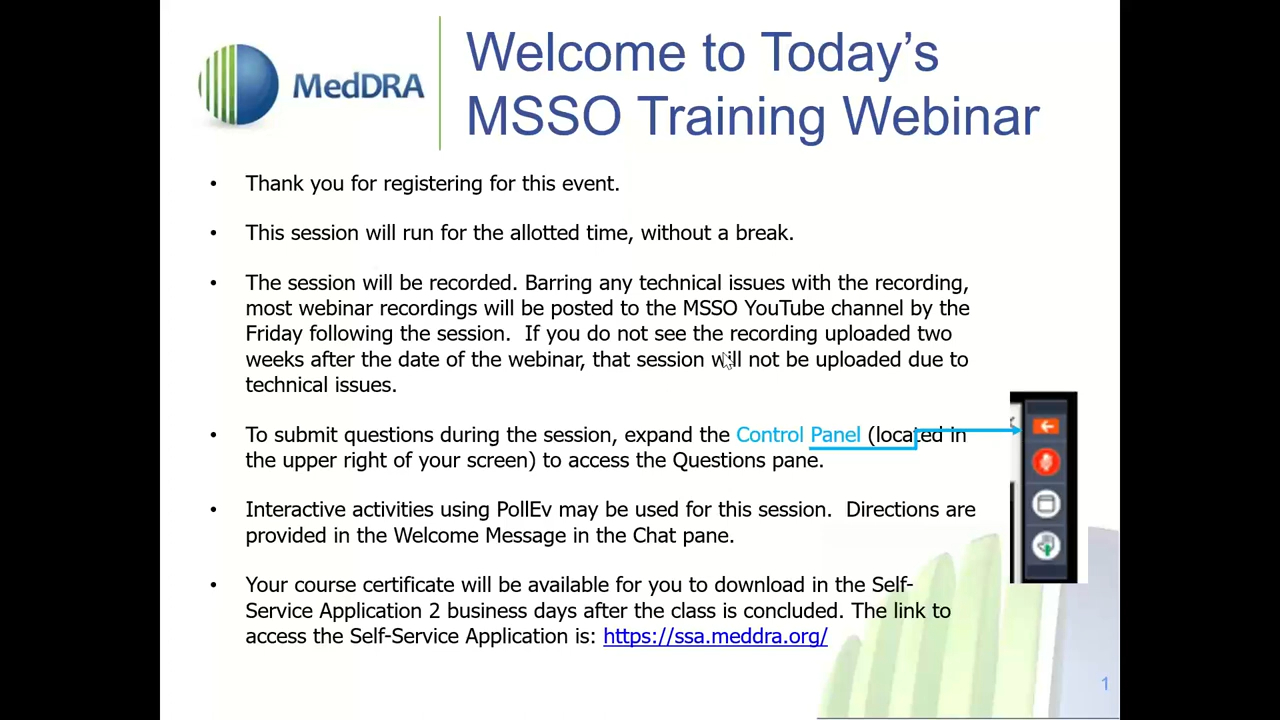 MedDRA
Welcome to Today's
MSSO Training Webinar
• Thank you for registering for this event.
• This session will run for the allotted time, without a break.
• The session will be recorded. Barring any technical issues with the recording,
most webinar recordings will be posted to the MSSO YouTube channel by the
Friday following the session.  If you do not see the recording uploaded two
weeks after the date of the webinar, that session will not be uploaded due to
technical issues.
• To submit questions during the session, expand the Control Panel (located in
the upper right of your screen) to access the Questions pane.
• Interactive activities using PollEv may be used for this session.  Directions are
provided in the Welcome Message in the Chat pane.
• Your course certificate will be available for you to download in the Self-
Service Application 2 business days after the class is concluded. The link to
access the Self-Service Application is: https://ssa.meddra.org/
1